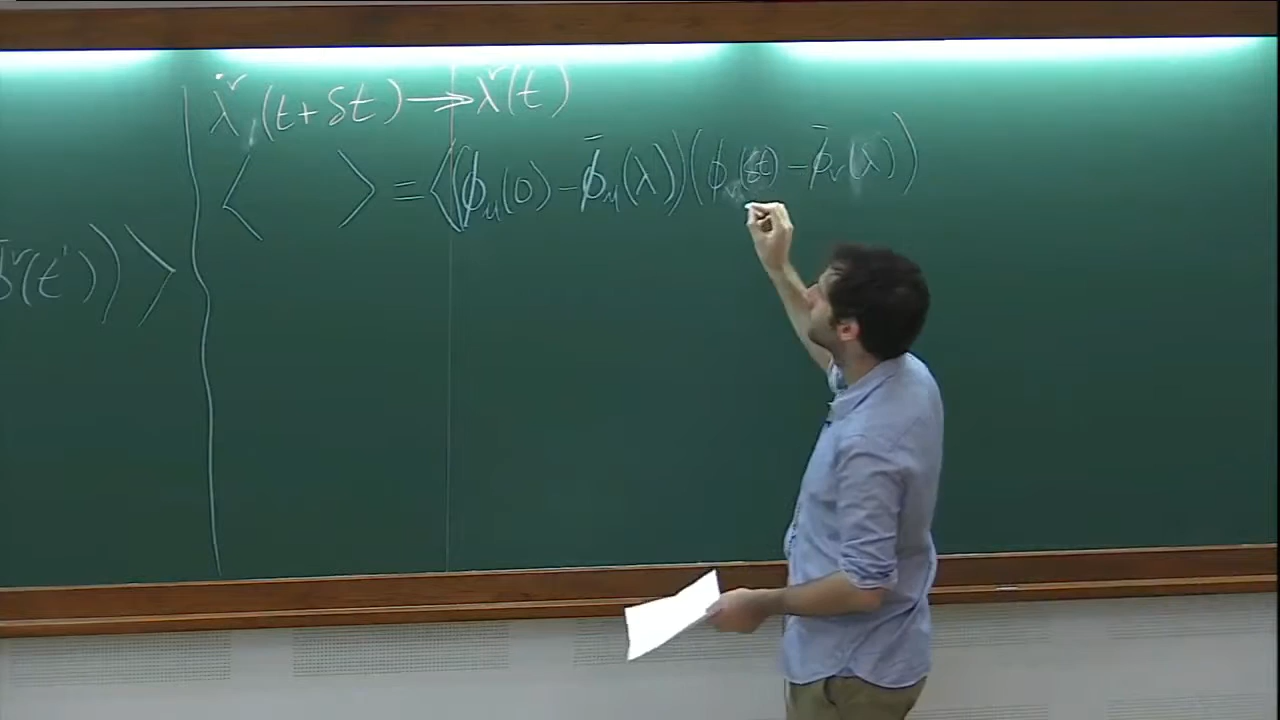 λ̇^ν(t+δt) → λ̇^ν(t)
⟨ ⟩ = ⟨(ϕ_μ(0) − ϕ̄_μ(λ))(ϕ_ν(δt) − ϕ̄_ν(λ))
ϕ^ν(t'))⟩